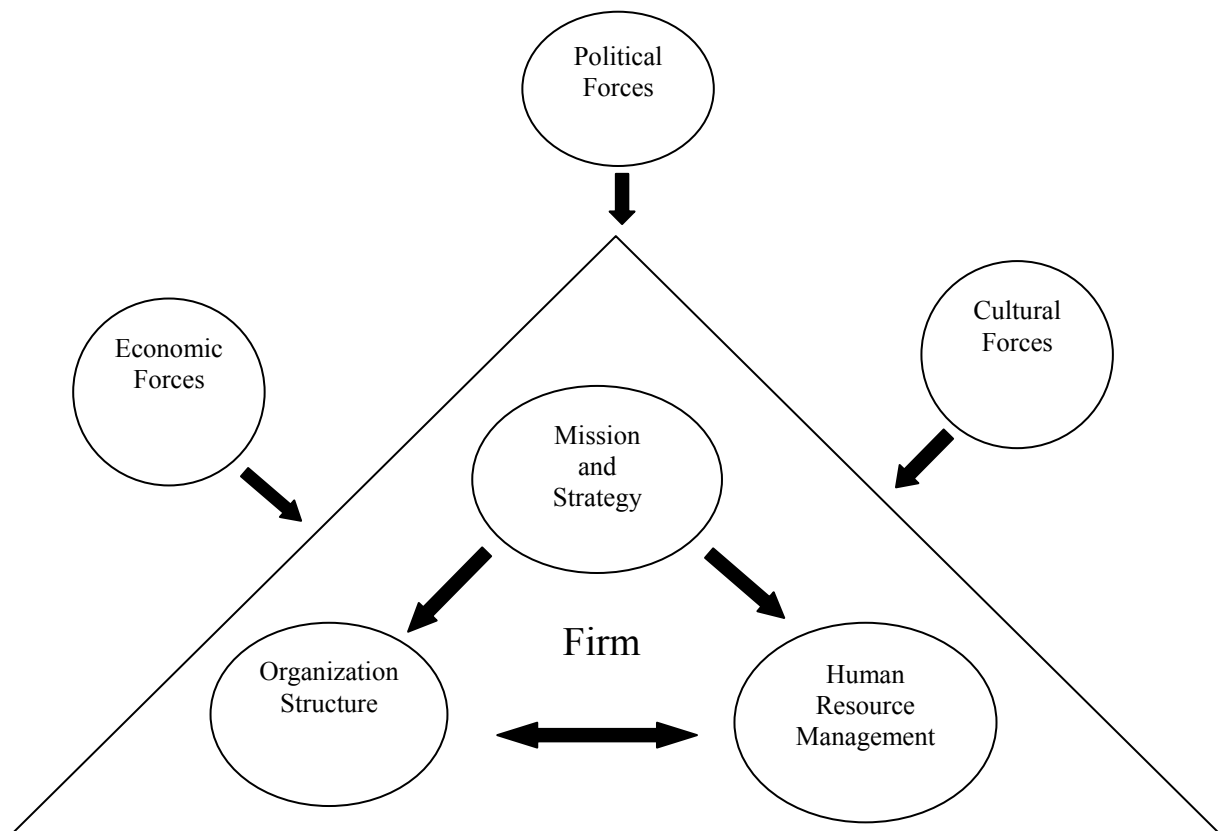 Political
Forces
Economic
Forces
Cultural
Forces
Mission
and
Strategy
Firm
Organization
Structure
Human
Resource
Management